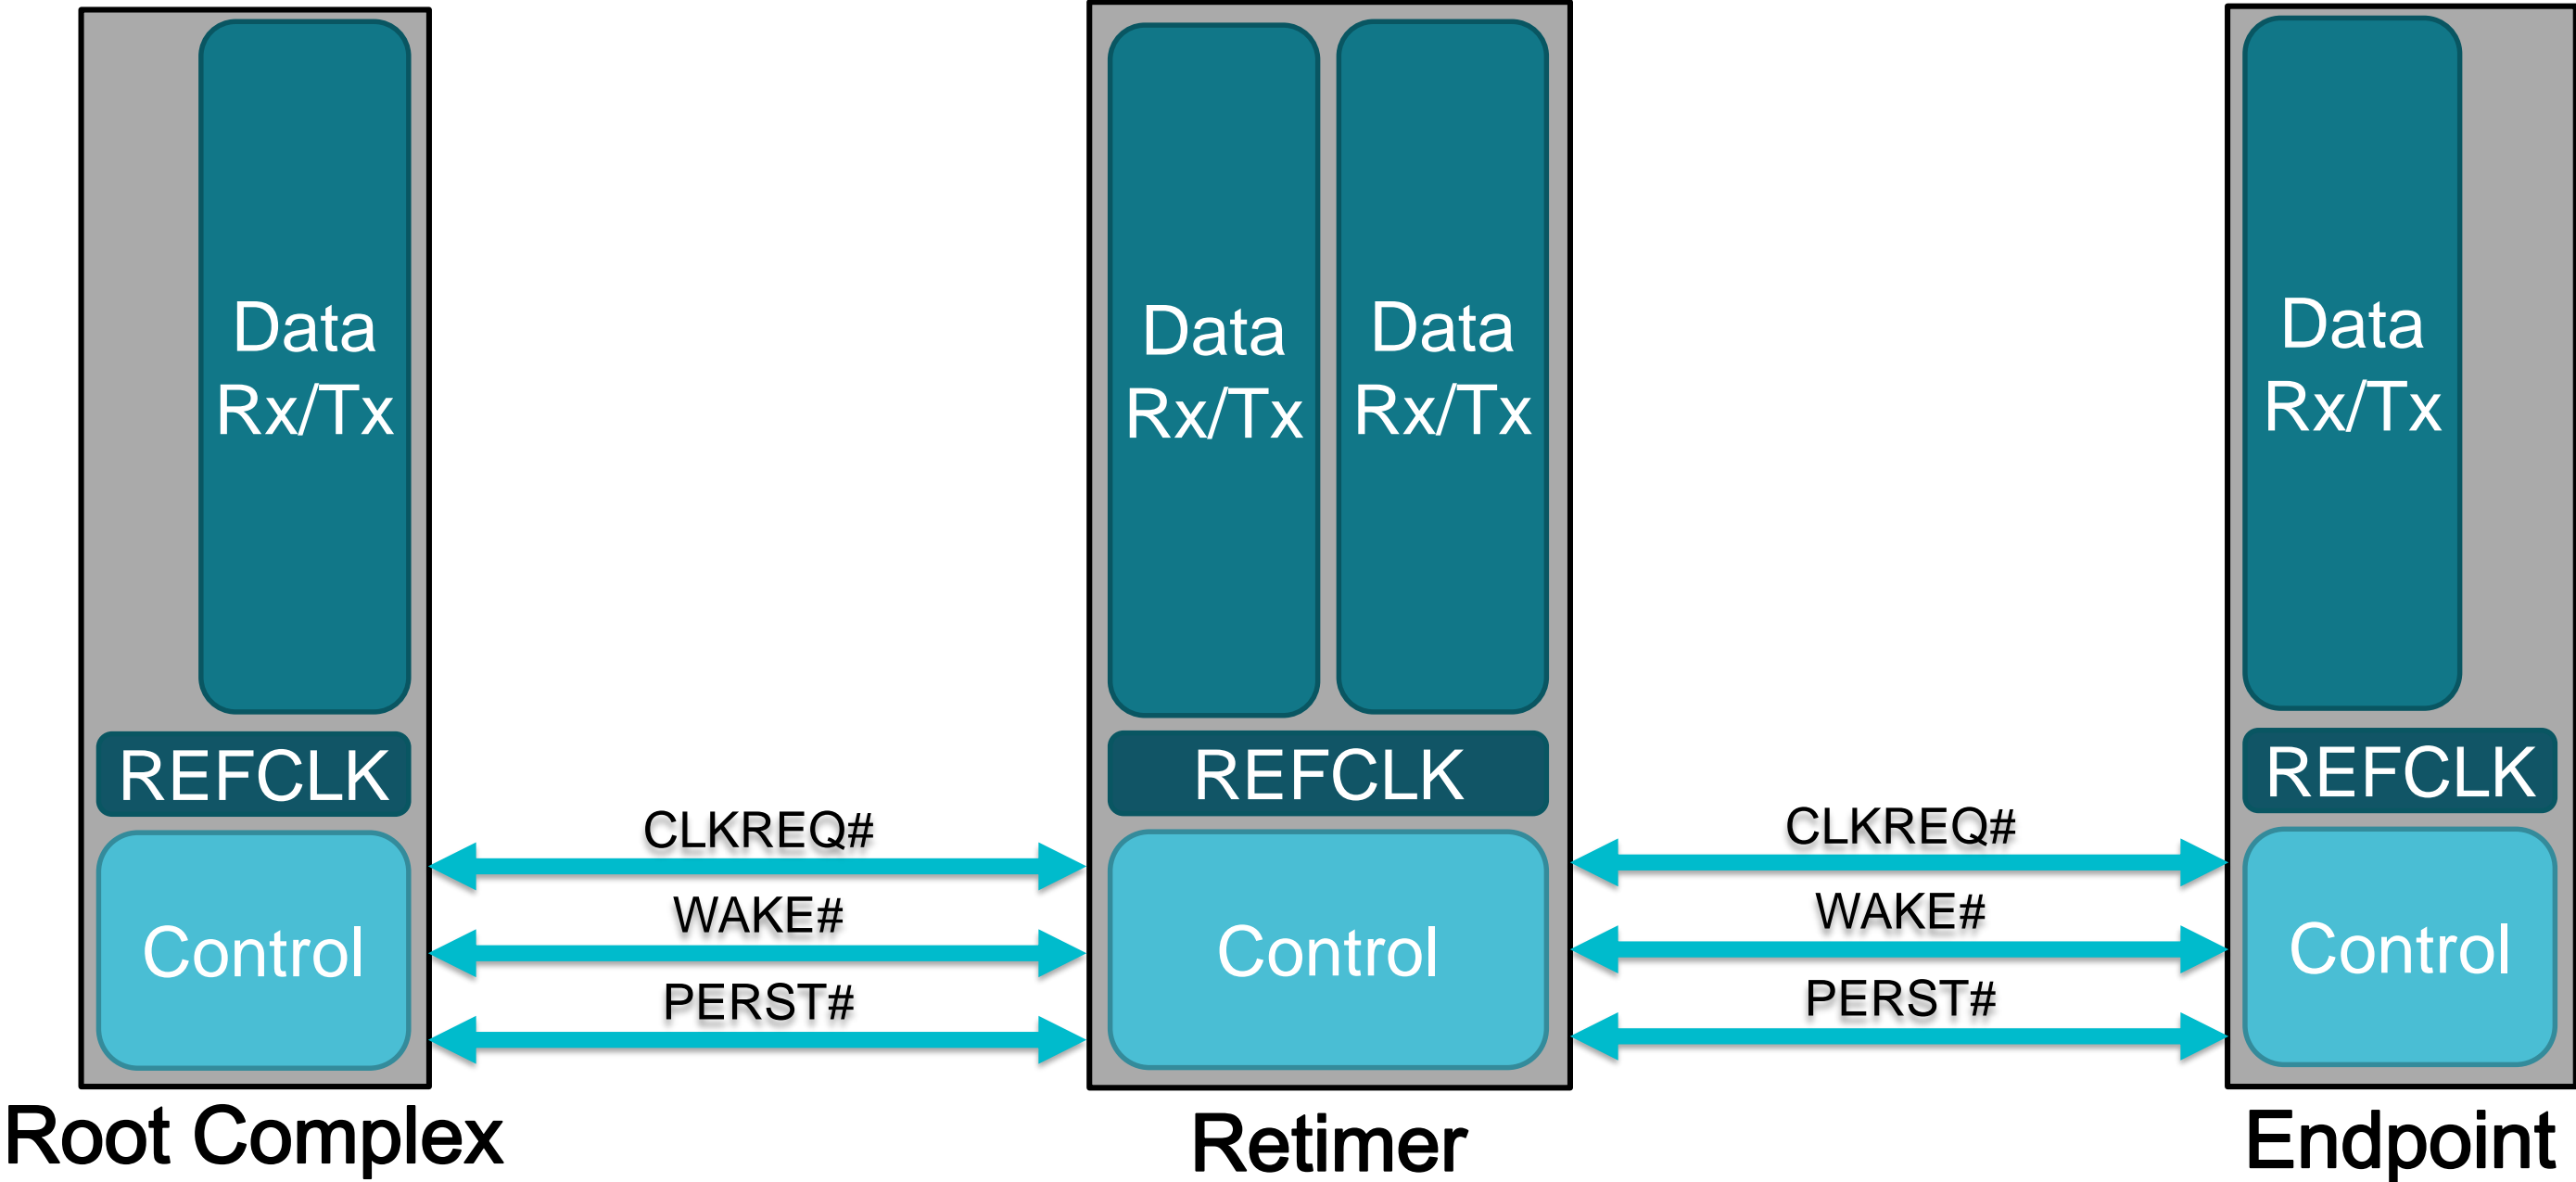 Data
Rx/Tx
REFCLK
Control
Root Complex
CLKREQ#
WAKE#
PERST#
Data
Rx/Tx
Data
Rx/Tx
REFCLK
Control
Retimer
CLKREQ#
WAKE#
PERST#
Data
Rx/Tx
REFCLK
Control
Endpoint